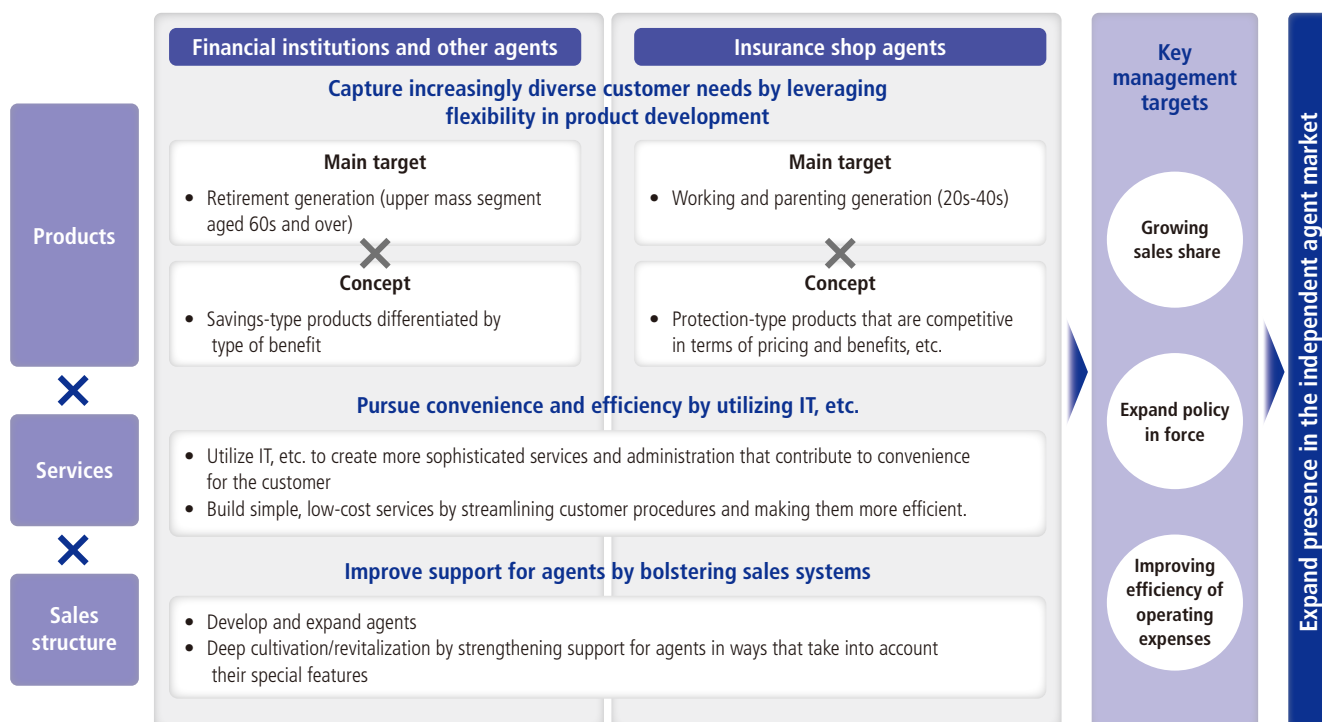 Financial institutions and other agents
Insurance shop agents
Capture increasingly diverse customer needs by leveraging
flexibility in product development
Products
Main target
• Retirement generation (upper mass segment
aged 60s and over)
Concept
• Savings-type products differentiated by
type of benefit
Main target
• Working and parenting generation (20s-40s)
Concept
• Protection-type products that are competitive
in terms of pricing and benefits, etc.
Services
Pursue convenience and efficiency by utilizing IT, etc.
• Utilize IT, etc. to create more sophisticated services and administration that contribute to convenience
for the customer
• Build simple, low-cost services by streamlining customer procedures and making them more efficient.
Sales
structure
Improve support for agents by bolstering sales systems
• Develop and expand agents
• Deep cultivation/revitalization by strengthening support for agents in ways that take into account
their special features
Key
management
targets
Growing
sales share
Expand policy
in force
Improving
efficiency of
operating
expenses
Expand presence in the independent agent market